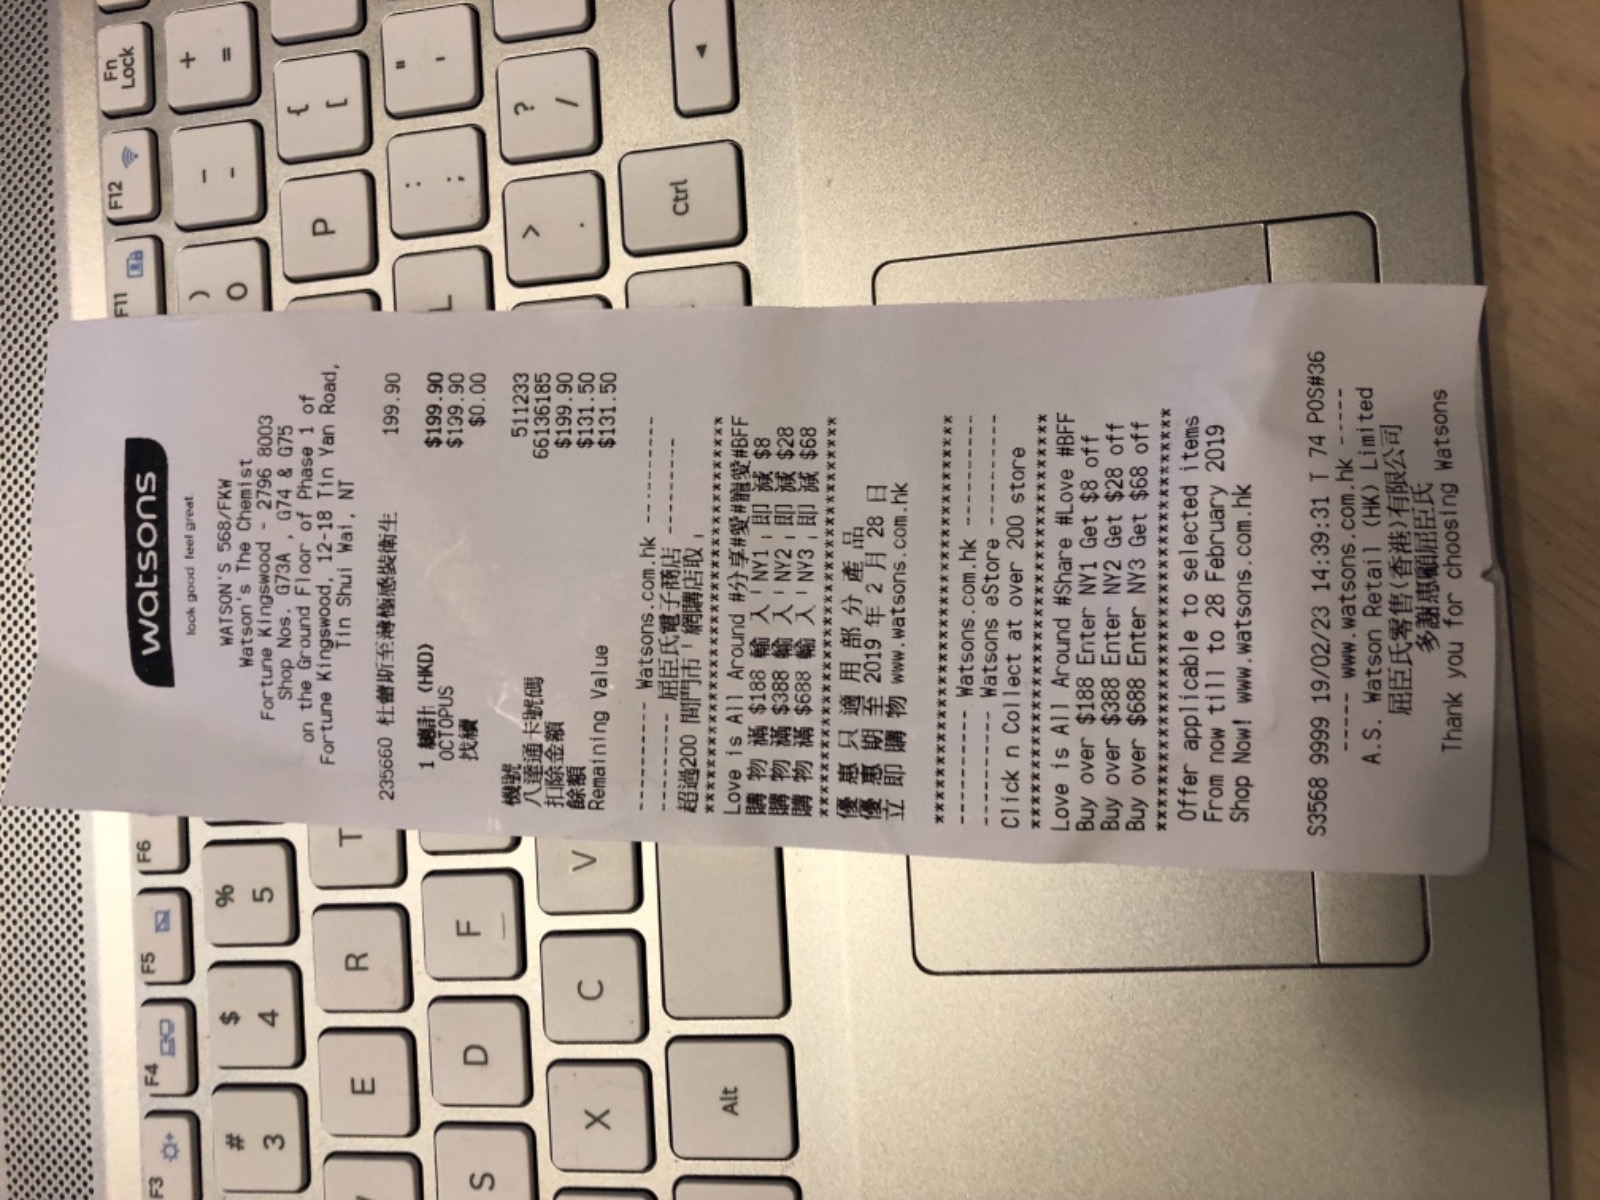 watsons
look good feel great
WATSON'S 568/FKW
Watson's The Chemist
Fortune Kingswood - 2796 8003
Shop Nos. G73A , G74 & G75
on the Ground Floor of Phase 1 of
Fortune Kingswood, 12-18 Tin Yan Road,
Tin Shui Wai, NT
235660 杜蕾斯至薄極感裝衛生 199.90
1 總計 (HKD) $199.90
OCTOPUS $199.90
找續 $0.00
機號 511233
八達通卡號碼 66136185
扣除金額 $199.90
餘額 $131.50
Remaining Value $131.50
--------- Watsons.com.hk ---------
--------- 屈臣氏電子商店 ---------
超過200 間門市「網購店取」
************************************
Love is All Around #分享#愛#寵愛#BFF
購 物 滿 $188 輸 入「NY1」即 減 $8
購 物 滿 $388 輸 入「NY2」即 減 $28
購 物 滿 $688 輸 入「NY3」即 減 $68
************************************
優 惠 只 適 用 部 分 產 品
優 惠 期 至 2019 年 2 月 28 日
立 即 購 物 www.watsons.com.hk
************************************
--------- Watsons.com.hk ---------
--------- Watsons eStore ---------
Click n Collect at over 200 store
************************************
Love is All Around #Share #Love #BFF
Buy over $188 Enter NY1 Get $8 off
Buy over $388 Enter NY2 Get $28 off
Buy over $688 Enter NY3 Get $68 off
************************************
Offer applicable to selected items
From now till to 28 February 2019
Shop Now! www.watsons.com.hk
S3568 9999 19/02/23 14:39:31 T 74 POS#36
----- www.watsons.com.hk -----
A.S. Watson Retail (HK) Limited
屈臣氏零售(香港)有限公司
多謝惠顧屈臣氏
Thank you for choosing Watsons
Fn Lock
F12
F11
F6
F5
F4
F3
+ =
- -
) 0
% 5
$ 4
# 3
{ [
P
T
R
E
" '
: ;
L
F
D
S
? /
> .
V
C
X
Ctrl
Alt